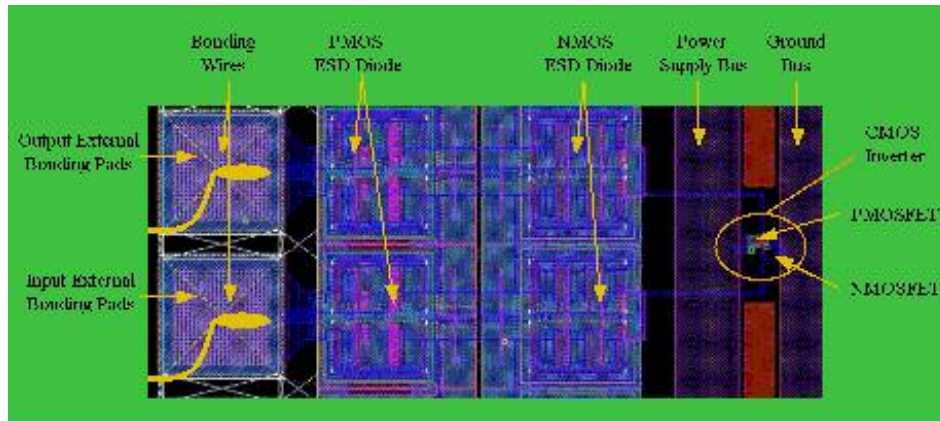 Bonding
Wires
PMOS
ESD Diode
NMOS
ESD Diode
Power
Supply Bus
Ground
Bus
Output External
Bonding Pads
CMOS
Inverter
PMOSFET
Input External
Bonding Pads
NMOSFET